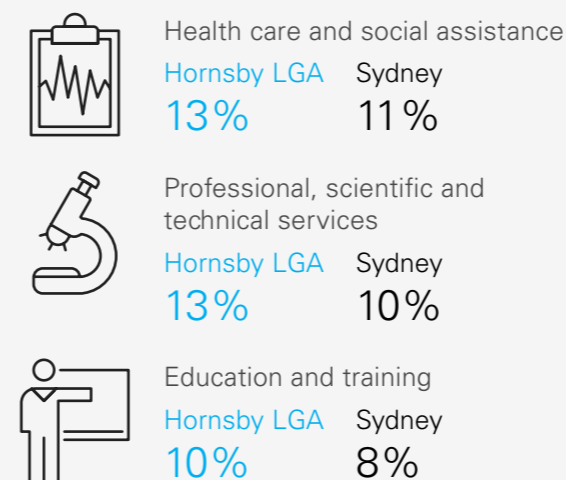 Health care and social assistance
Hornsby LGA Sydney
13% 11%
Professional, scientific and
technical services
Hornsby LGA Sydney
13% 10%
Education and training
Hornsby LGA Sydney
10% 8%